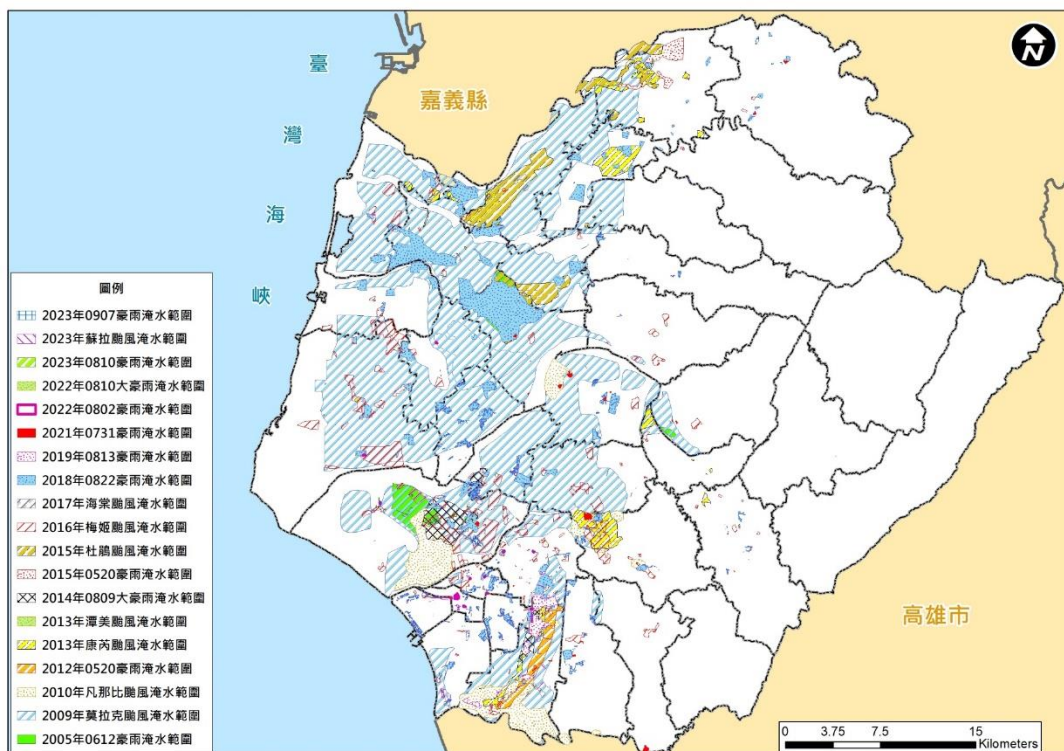 臺
灣
海
峽
嘉義縣
高雄市
N
圖例
2023年0907豪雨淹水範圍
2023年蘇拉颱風淹水範圍
2023年0810豪雨淹水範圍
2022年0810大豪雨淹水範圍
2022年0802豪雨淹水範圍
2021年0731豪雨淹水範圍
2019年0813豪雨淹水範圍
2018年0822豪雨淹水範圍
2017年海棠颱風淹水範圍
2016年梅姬颱風淹水範圍
2015年杜鵑颱風淹水範圍
2015年0520豪雨淹水範圍
2014年0809大豪雨淹水範圍
2013年潭美颱風淹水範圍
2013年康芮颱風淹水範圍
2012年0520豪雨淹水範圍
2010年凡那比颱風淹水範圍
2009年莫拉克颱風淹水範圍
2005年0612豪雨淹水範圍
0 3.75 7.5 15
Kilometers